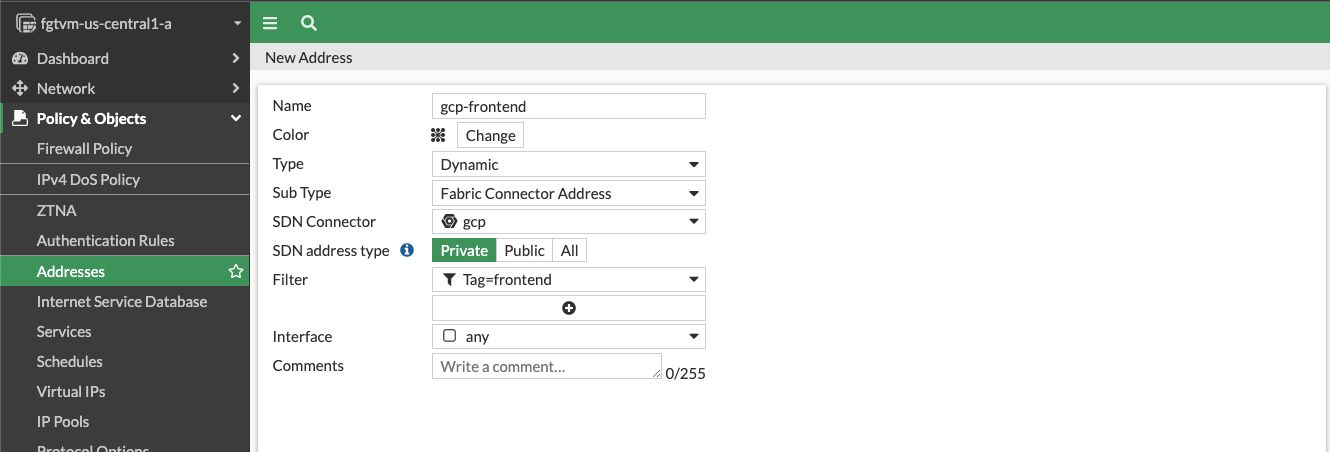 fgtvm-us-central1-a
Dashboard
Network
Policy & Objects
Firewall Policy
IPv4 DoS Policy
ZTNA
Authentication Rules
Addresses
Internet Service Database
Services
Schedules
Virtual IPs
IP Pools
Protocol Options
New Address
Name gcp-frontend
Color Change
Type Dynamic
Sub Type Fabric Connector Address
SDN Connector gcp
SDN address type Private Public All
Filter Tag=frontend
Interface any
Comments Write a comment... 0/255